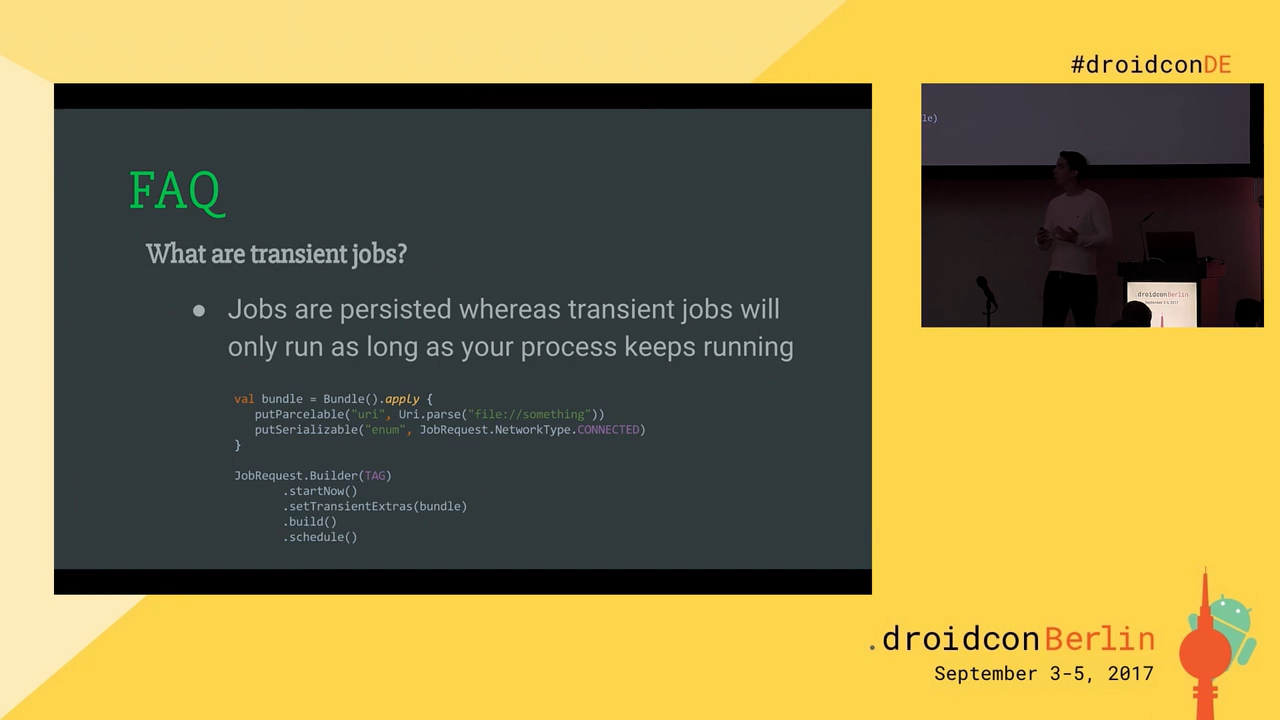 #droidconDE
FAQ
What are transient jobs?
● Jobs are persisted whereas transient jobs will
only run as long as your process keeps running
val bundle = Bundle().apply {
   putParcelable("uri", Uri.parse("file://something"))
   putSerializable("enum", JobRequest.NetworkType.CONNECTED)
}
JobRequest.Builder(TAG)
       .startNow()
       .setTransientExtras(bundle)
       .build()
       .schedule()
le)
droidconBerlin
.droidconBerlin
September 3-5, 2017